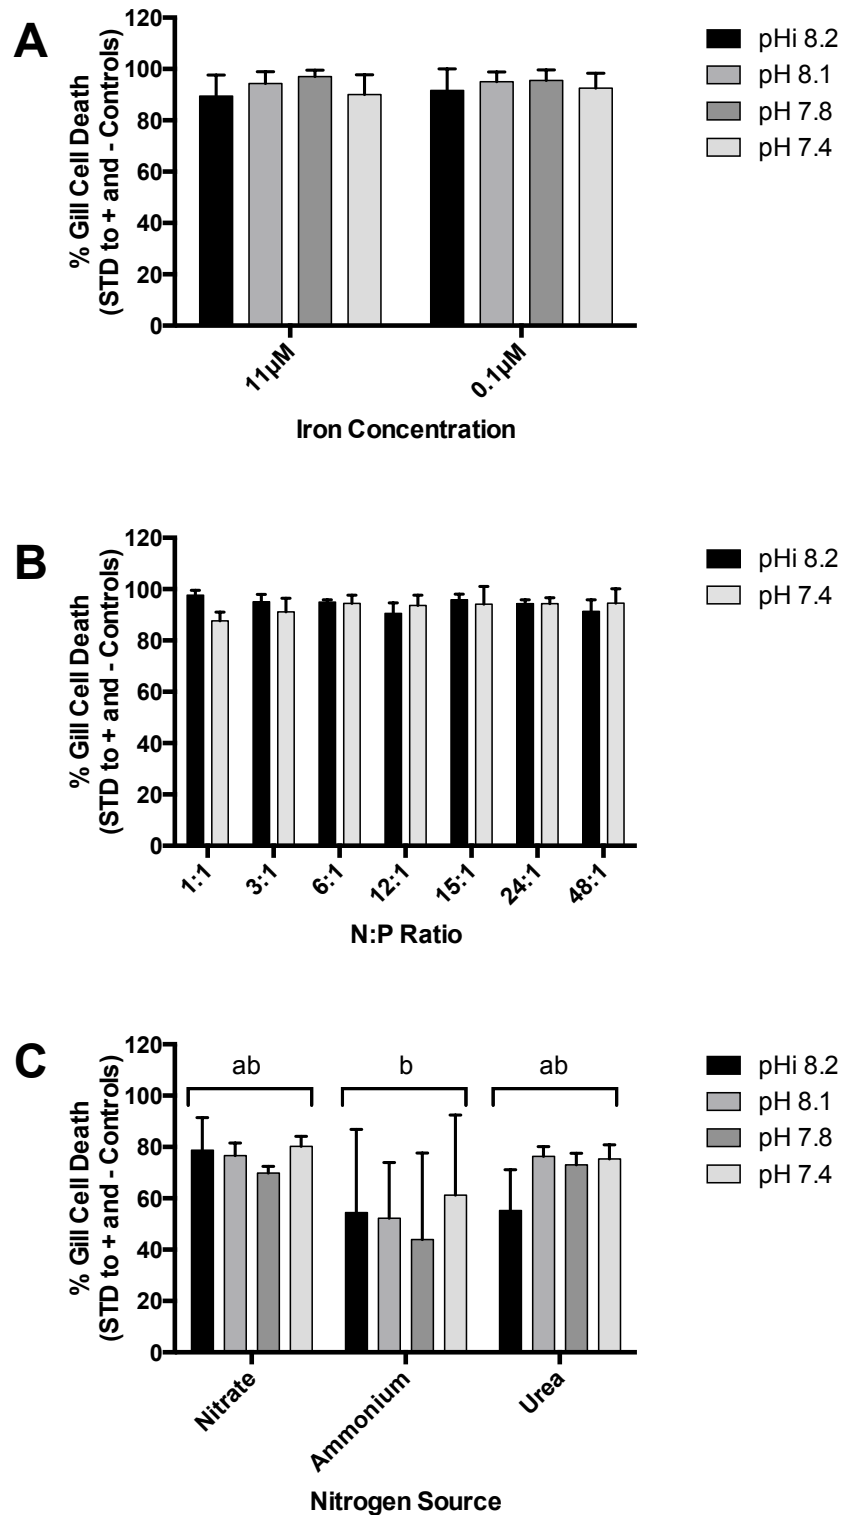 A
% Gill Cell Death
(STD to + and - Controls)
120
100
80
60
40
20
0
11µM
0.1µM
Iron Concentration
pHi 8.2
pH 8.1
pH 7.8
pH 7.4
B
% Gill Cell Death
(STD to + and - Controls)
120
100
80
60
40
20
0
1:1
3:1
6:1
12:1
15:1
24:1
48:1
N:P Ratio
pHi 8.2
pH 7.4
C
% Gill Cell Death
(STD to + and - Controls)
120
100
80
60
40
20
0
ab
b
ab
Nitrate
Ammonium
Urea
Nitrogen Source
pHi 8.2
pH 8.1
pH 7.8
pH 7.4